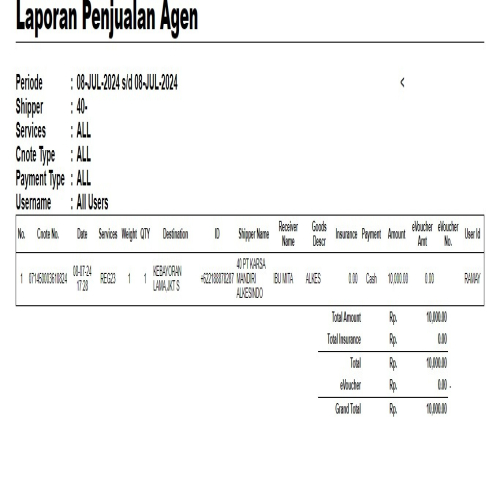 Laporan Penjualan Agen
Periode : 08-JUL-2024 s/d 08-JUL-2024
Shipper : 40-
Services : ALL
Cnote Type : ALL
Payment Type : ALL
Username : All Users
No. Cnote No. Date Services Weight QTY Destination ID Shipper Name Receiver Name Goods Descr Insurance Payment Amount eVoucher Amt eVoucher No. User Id
1 08-07-24 17:28 REG23 1 1 KEBAYORAN LAMA, JKT S 40 PT KARSA MANDIRI ALKESINDO IBU MITA ALKES 0.00 Cash 10,000.00 0.00 RAMAY
Total Amount Rp. 10,000.00
Total Insurance Rp. 0.00
Total Rp. 10,000.00
eVoucher Rp. 0.00 -
Grand Total Rp. 10,000.00